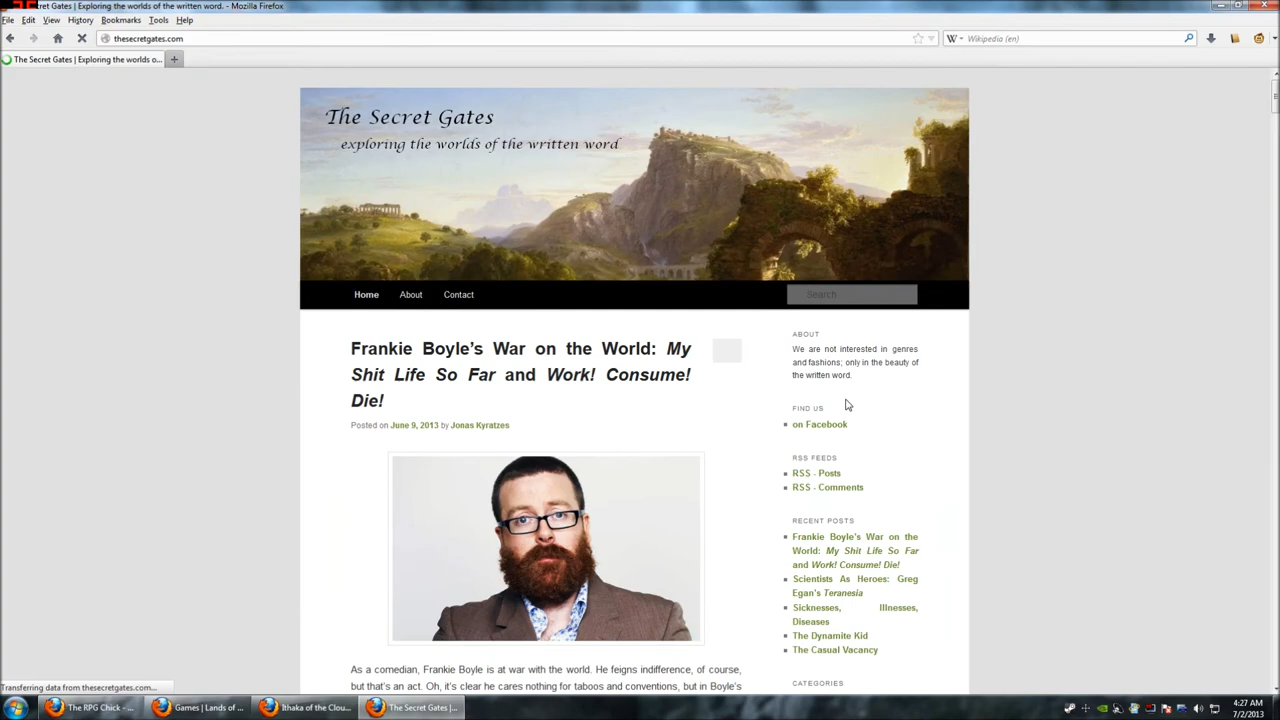 ret Gates | Exploring the worlds of the written word. - Mozilla Firefox
File Edit View History Bookmarks Tools Help
thesecretgates.com
Wikipedia (en)
The Secret Gates | Exploring the worlds o...
The Secret Gates
exploring the worlds of the written word
Home About Contact
Search
Frankie Boyle's War on the World: My
Shit Life So Far and Work! Consume!
Die!
Posted on June 9, 2013 by Jonas Kyratzes
As a comedian, Frankie Boyle is at war with the world. He feigns indifference, of course,
but that's an act. Oh, it's clear he cares nothing for taboos and conventions, but in Boyle's
ABOUT
We are not interested in genres
and fashions; only in the beauty of
the written word.
FIND US
on Facebook
RSS FEEDS
RSS - Posts
RSS - Comments
RECENT POSTS
Frankie Boyle's War on the
World: My Shit Life So Far
and Work! Consume! Die!
Scientists As Heroes: Greg
Egan's Teranesia
Sicknesses, Illnesses,
Diseases
The Dynamite Kid
The Casual Vacancy
CATEGORIES
Transferring data from thesecretgates.com...
The RPG Chick - ...
Games | Lands of ...
Ithaka of the Clou...
The Secret Gates |...
4:27 AM
7/2/2013